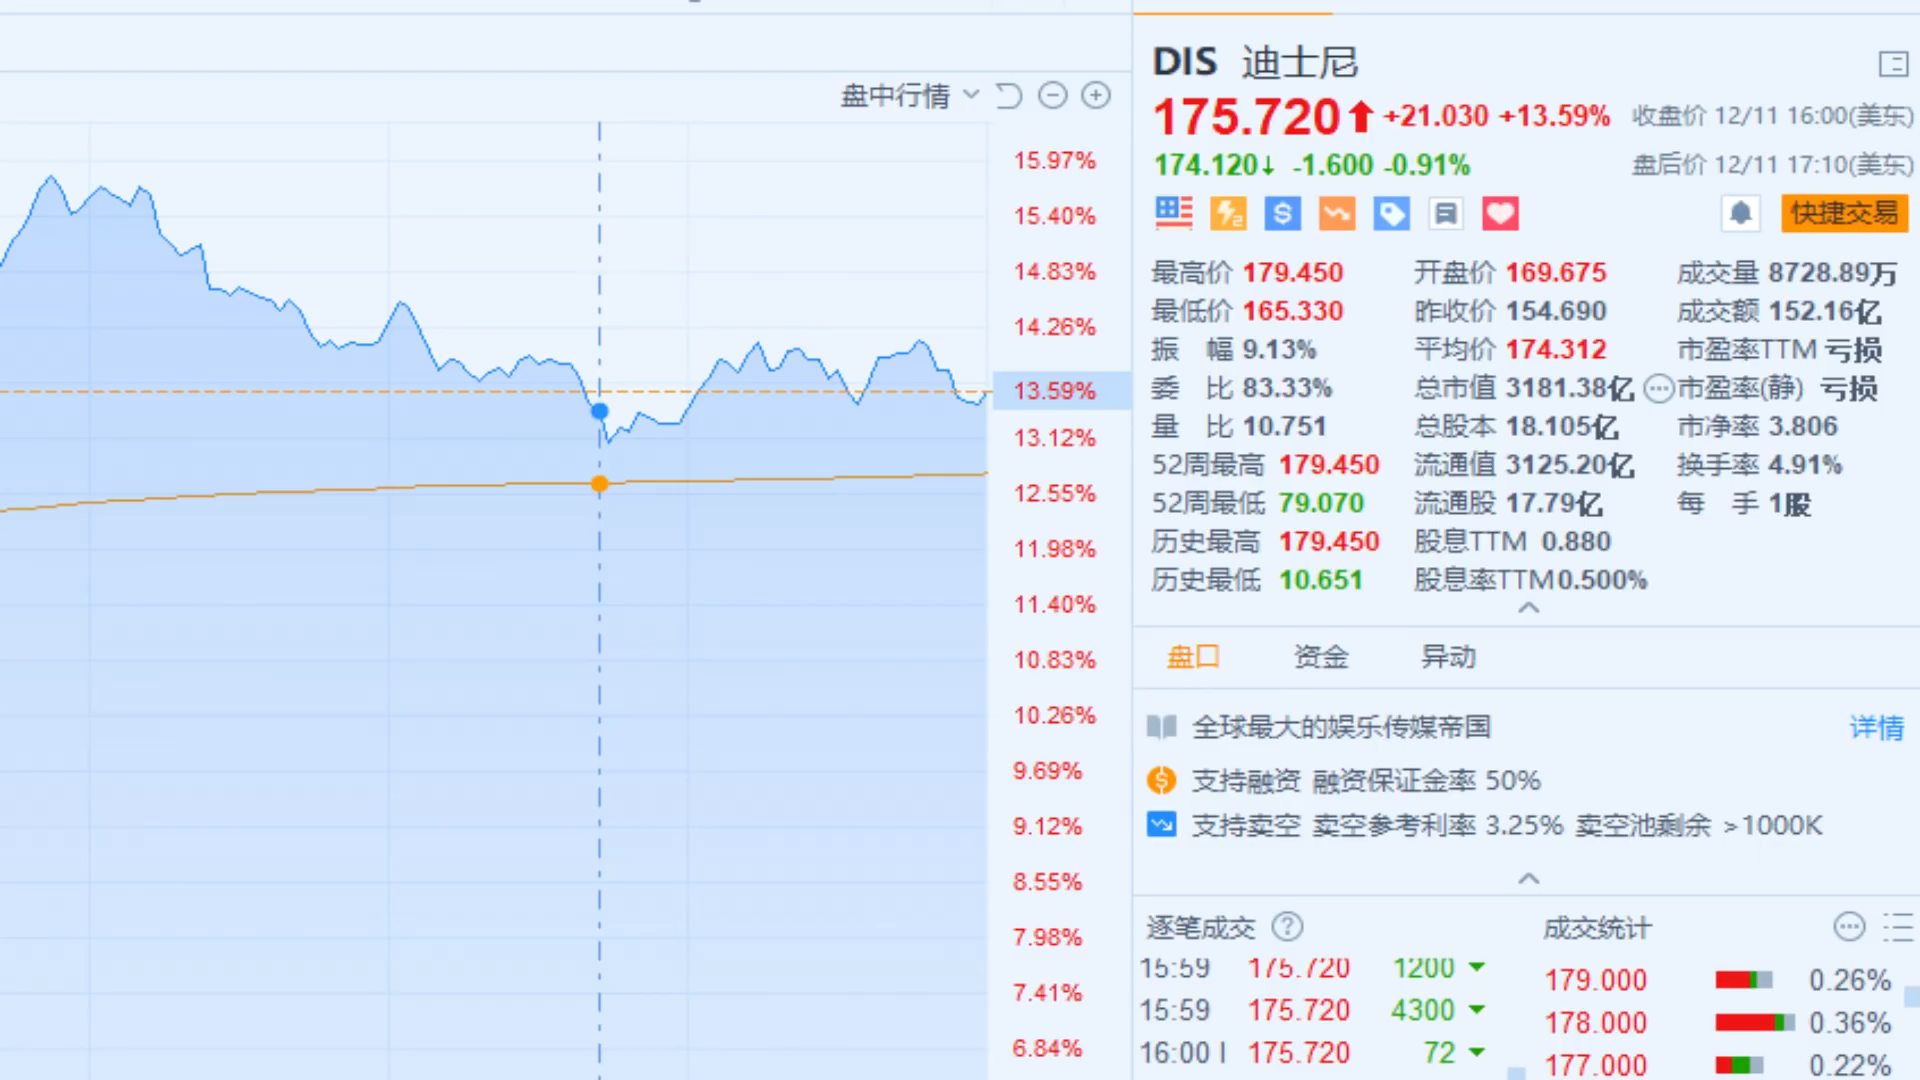 盘中行情
15.97%
15.40%
14.83%
14.26%
13.59%
13.12%
12.55%
11.98%
11.40%
10.83%
10.26%
9.69%
9.12%
8.55%
7.98%
7.41%
6.84%
DIS 迪士尼
175.720 +21.030 +13.59% 收盘价 12/11 16:00(美东)
174.120↓ -1.600 -0.91% 盘后价 12/11 17:10(美东)
快捷交易
最高价 179.450 开盘价 169.675 成交量 8728.89万
最低价 165.330 昨收价 154.690 成交额 152.16亿
振 幅 9.13% 平均价 174.312 市盈率TTM 亏损
委 比 83.33% 总市值 3181.38亿 市盈率(静) 亏损
量 比 10.751 总股本 18.105亿 市净率 3.806
52周最高 179.450 流通值 3125.20亿 换手率 4.91%
52周最低 79.070 流通股 17.79亿 每 手 1股
历史最高 179.450 股息TTM 0.880
历史最低 10.651 股息率TTM 0.500%
盘口 资金 异动
全球最大的娱乐传媒帝国 详情
支持融资 融资保证金率 50%
支持卖空 卖空参考利率 3.25% 卖空池剩余 >1000K
逐笔成交 成交统计
15:59 175.720 1200
15:59 175.720 4300
16:00 I 175.720 72
179.000 0.26%
178.000 0.36%
177.000 0.22%